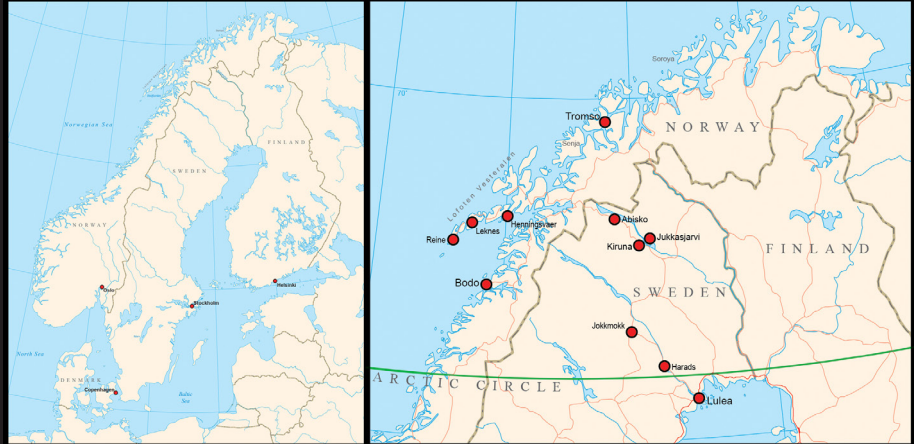 Norwegian Sea
FINLAND
SWEDEN
NORWAY
Oslo
Helsinki
Stockholm
North Sea
DENMARK
Copenhagen
Baltic
Sea
Soroya
Tromso
NORWAY
Senja
Lofoten Vesteralen
Henningsvaer
Leknes
Reine
Abisko
Jukkasjarvi
Kiruna
FINLAND
Bodo
SWEDEN
Jokkmokk
Harads
ARCTIC CIRCLE
Lulea